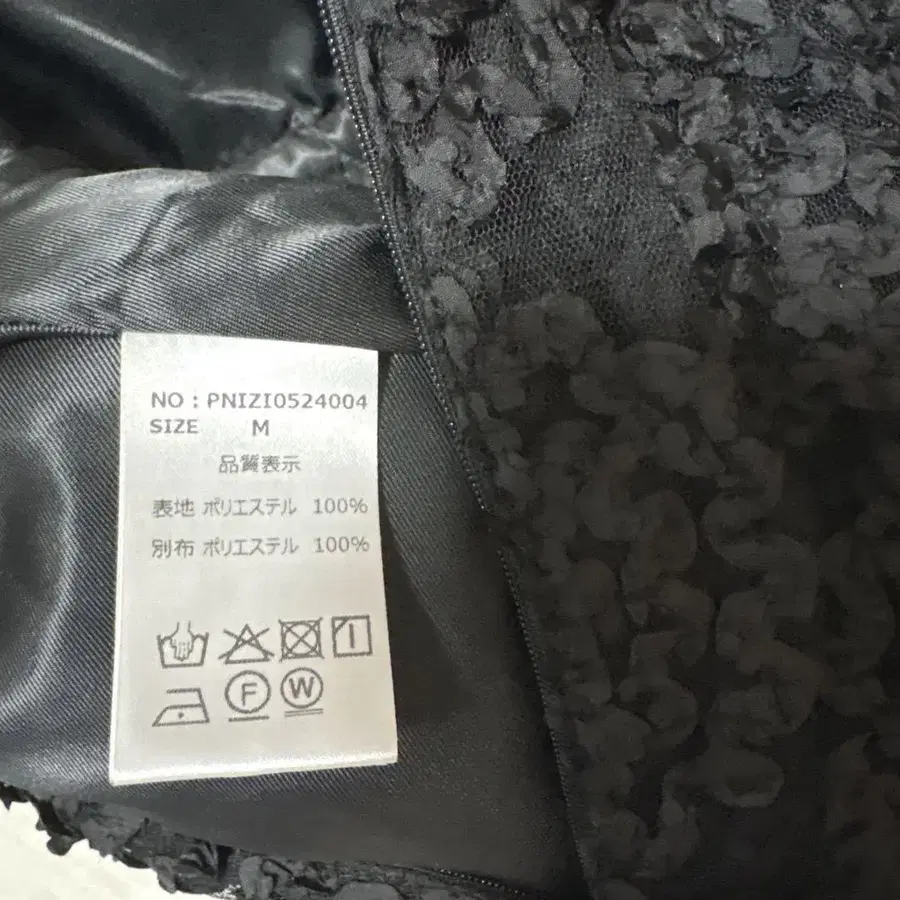 NO : PNIZI0524004
SIZE M
品質表示
表地 ポリエステル 100%
別布 ポリエステル 100%
F W